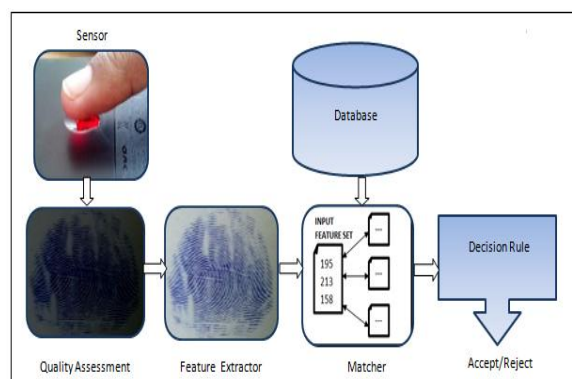 Sensor
Database
INPUT
FEATURE SET
195
213
158
---
---
---
Decision Rule
Quality Assessment
Feature Extractor
Matcher
Accept/Reject